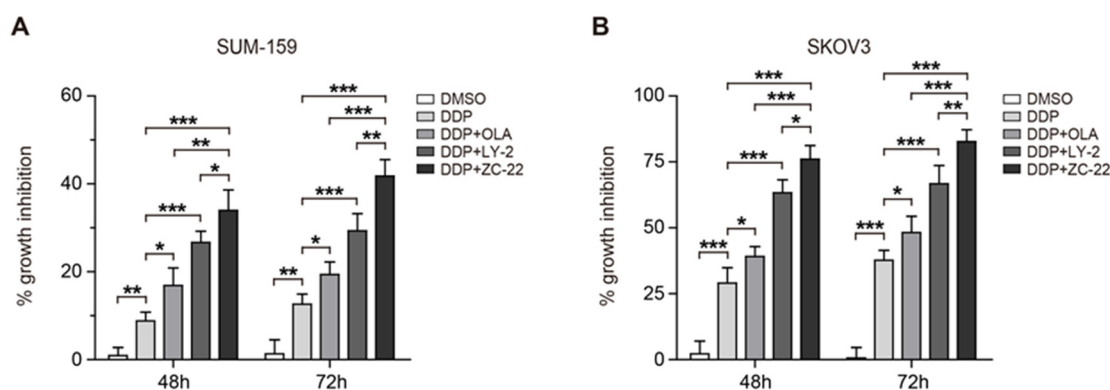 A
SUM-159
% growth inhibition
60
40
20
0
***
**
*
***
*
**
***
***
**
***
*
**
48h
72h
DMSO
DDP
DDP+OLA
DDP+LY-2
DDP+ZC-22
B
SKOV3
% growth inhibition
100
75
50
25
0
***
***
*
***
*
***
***
***
**
***
*
***
48h
72h
DMSO
DDP
DDP+OLA
DDP+LY-2
DDP+ZC-22